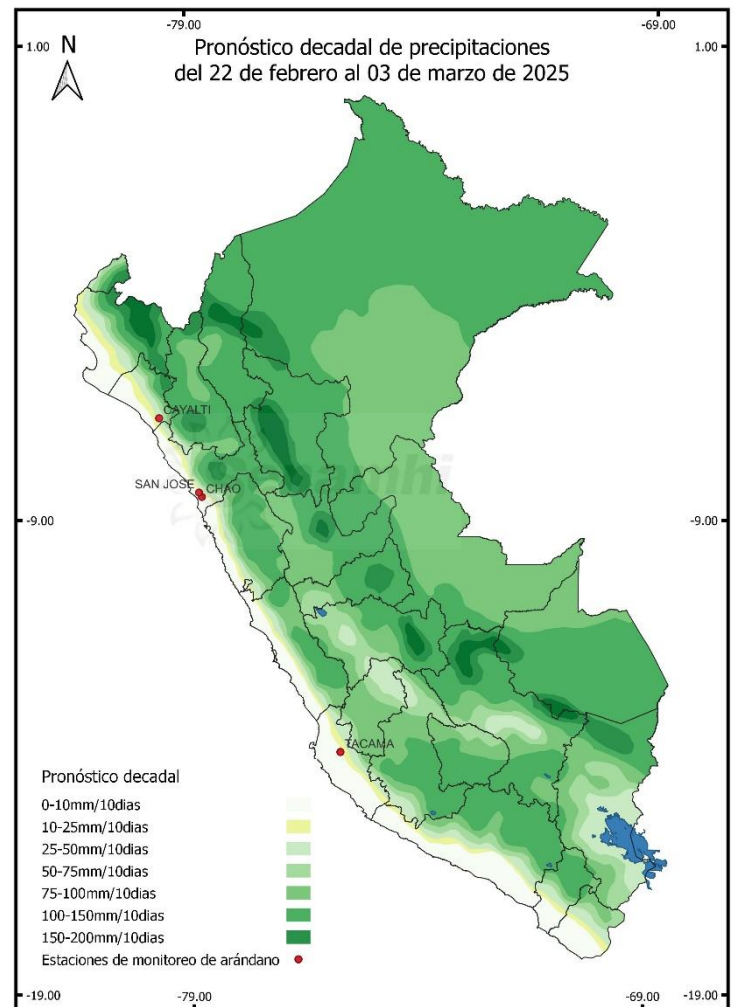 -79.00
-69.00
1.00
N
Pronóstico decadal de precipitaciones
1.00
del 22 de febrero al 03 de marzo de 2025
CAYALTI
SAN JOSE
CHAO
senamhi
-9.00
-9.00
TACAMA
Pronóstico decadal
0-10mm/10dias
10-25mm/10dias
25-50mm/10dias
50-75mm/10dias
75-100mm/10dias
100-150mm/10dias
150-200mm/10dias
Estaciones de monitoreo de arándano
-19.00
-19.00
-79.00
-69.00